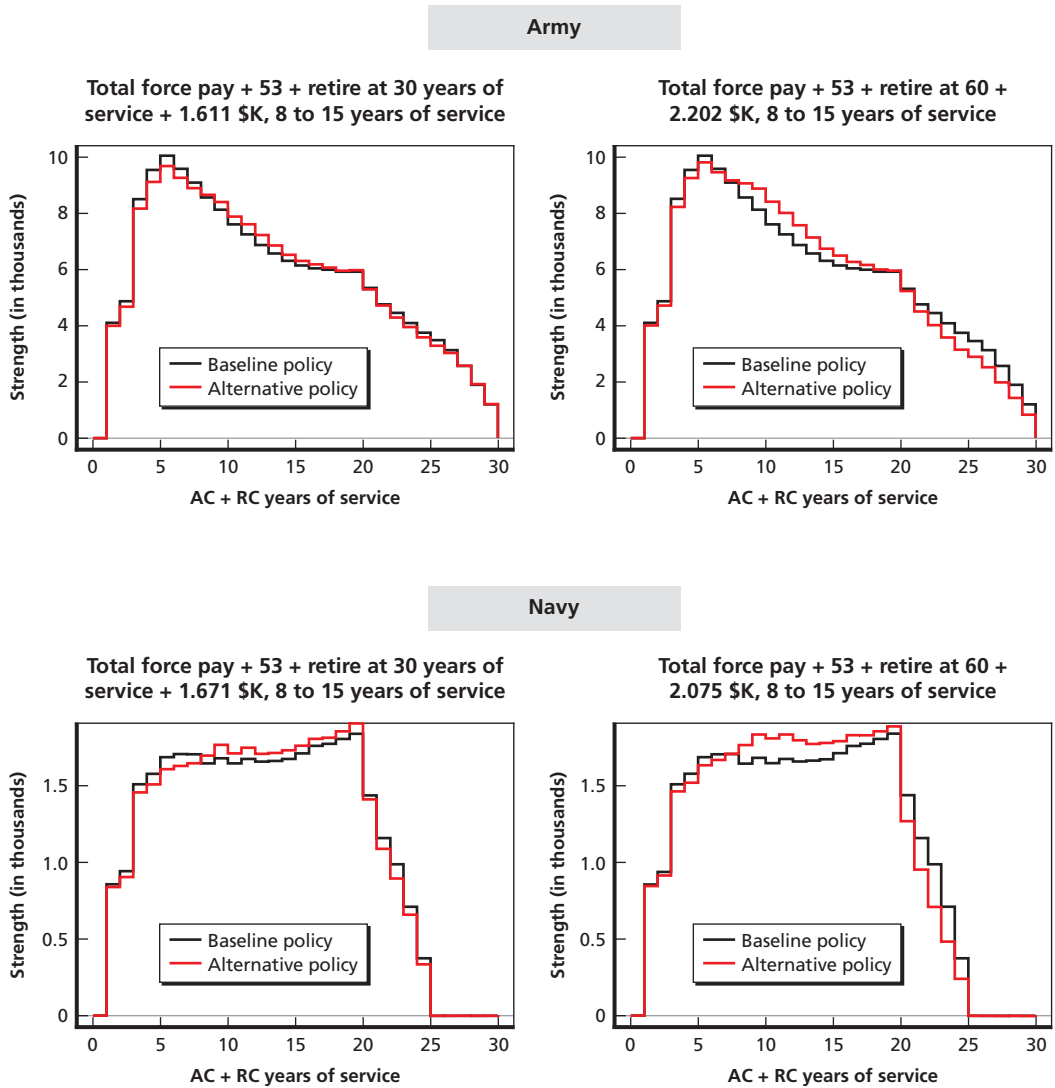 Army
Total force pay + 53 + retire at 30 years of
service + 1.611 $K, 8 to 15 years of service
Strength (in thousands)
10
8
6
4
2
0
Baseline policy
Alternative policy
0 5 10 15 20 25 30
AC + RC years of service
Total force pay + 53 + retire at 60 +
2.202 $K, 8 to 15 years of service
Strength (in thousands)
10
8
6
4
2
0
Baseline policy
Alternative policy
0 5 10 15 20 25 30
AC + RC years of service
Navy
Total force pay + 53 + retire at 30 years of
service + 1.671 $K, 8 to 15 years of service
Strength (in thousands)
1.5
1.0
0.5
0
Baseline policy
Alternative policy
0 5 10 15 20 25 30
AC + RC years of service
Total force pay + 53 + retire at 60 +
2.075 $K, 8 to 15 years of service
Strength (in thousands)
1.5
1.0
0.5
0
Baseline policy
Alternative policy
0 5 10 15 20 25 30
AC + RC years of service